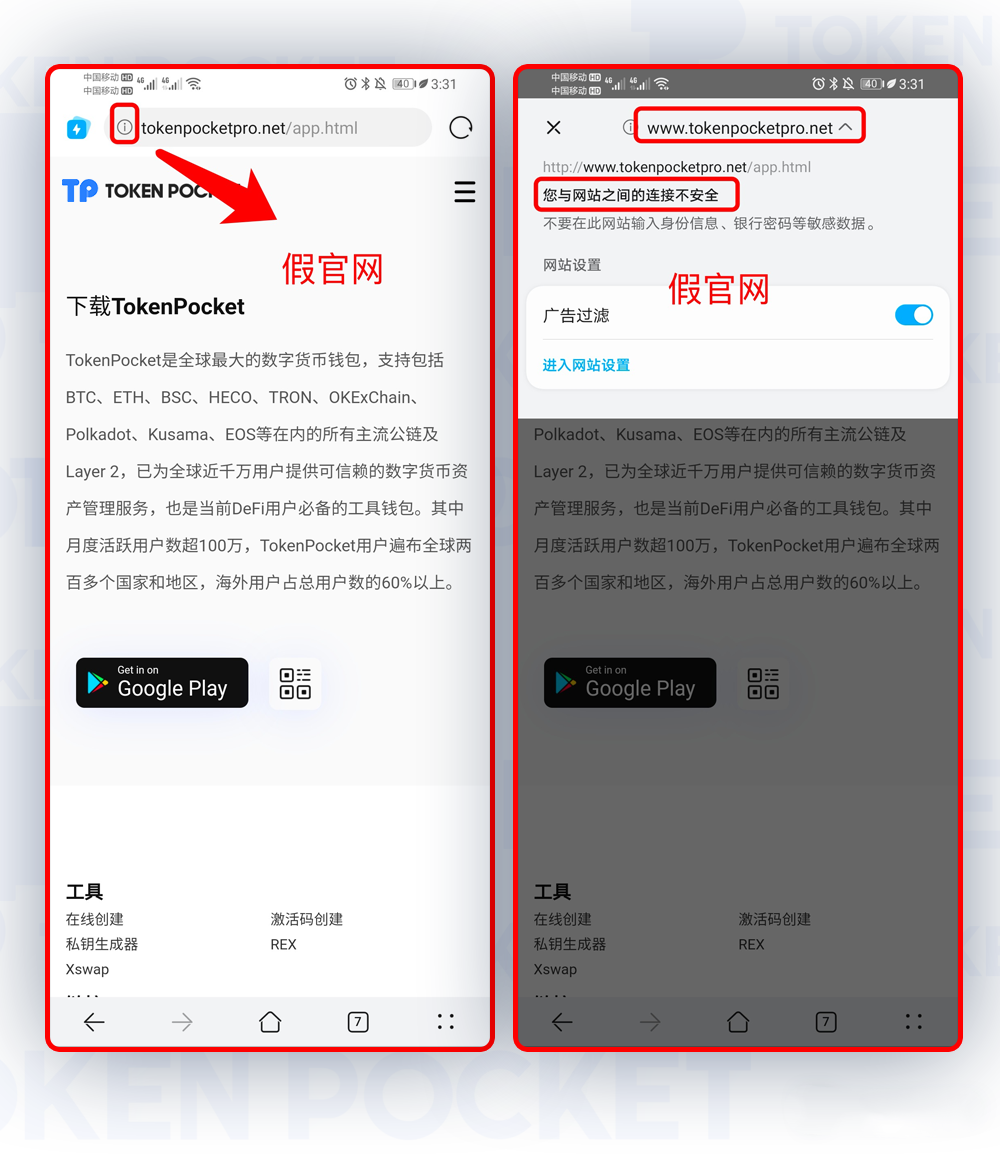 TOKEN
中国移动 HD
中国移动 HD
4G 4G
40 3:31
tokenpocketpro.net/app.html
TP TOKEN POC
假官网
下载TokenPocket
TokenPocket是全球最大的数字货币钱包，支持包括
BTC、ETH、BSC、HECO、TRON、OKExChain、
Polkadot、Kusama、EOS等在内的所有主流公链及
Layer 2，已为全球近千万用户提供可信赖的数字货币资
产管理服务，也是当前DeFi用户必备的工具钱包。其中
月度活跃用户数超100万，TokenPocket用户遍布全球两
百多个国家和地区，海外用户占总用户数的60%以上。
Get in on
Google Play
工具
在线创建 激活码创建
私钥生成器 REX
Xswap
7
中国移动 HD
中国移动 HD
4G 4G
40 3:31
www.tokenpocketpro.net
http://www.tokenpocketpro.net/app.html
您与网站之间的连接不安全
不要在此网站输入身份信息、银行密码等敏感数据。
网站设置
假官网
广告过滤
进入网站设置
Polkadot、Kusama、EOS等在内的所有主流公链及
Layer 2，已为全球近千万用户提供可信赖的数字货币资
产管理服务，也是当前DeFi用户必备的工具钱包。其中
月度活跃用户数超100万，TokenPocket用户遍布全球两
百多个国家和地区，海外用户占总用户数的60%以上。
Get in on
Google Play
工具
在线创建 激活码创建
私钥生成器 REX
Xswap
7
TOKEN POCKET